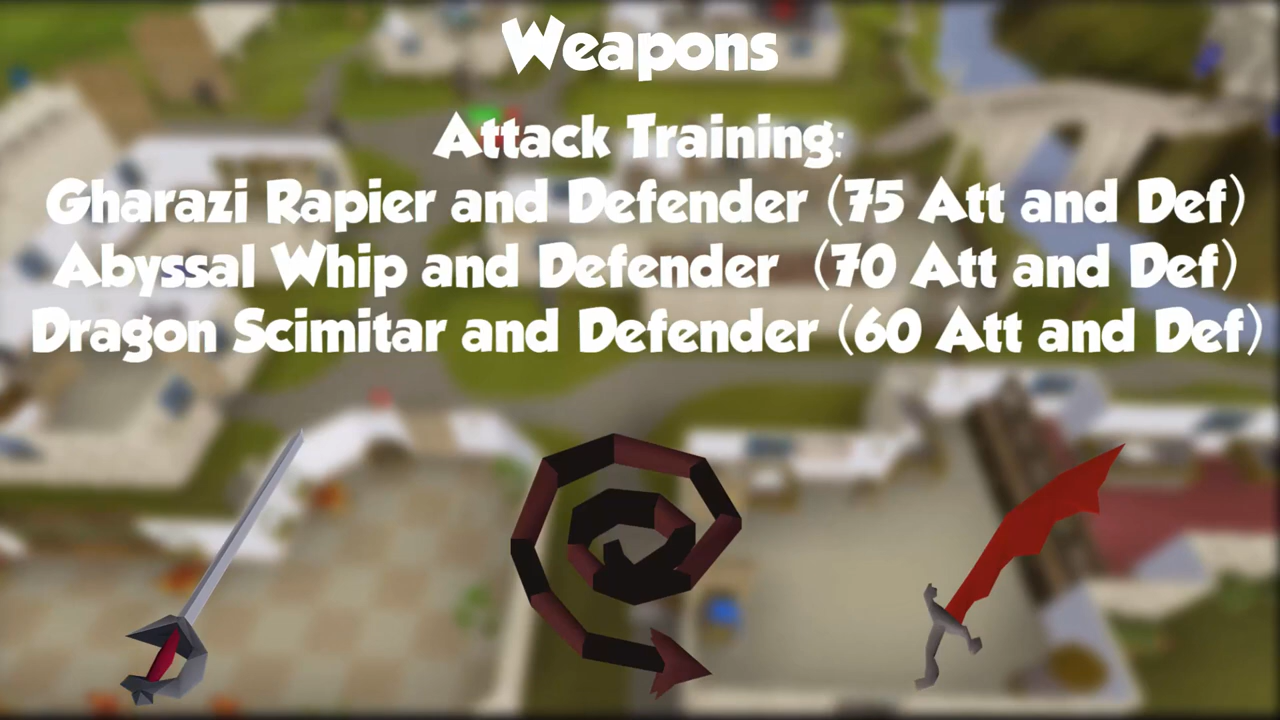 Weapons
Attack Training:
Gharazi Rapier and Defender (75 Att and Def)
Abyssal Whip and Defender (70 Att and Def)
Dragon Scimitar and Defender (60 Att and Def)